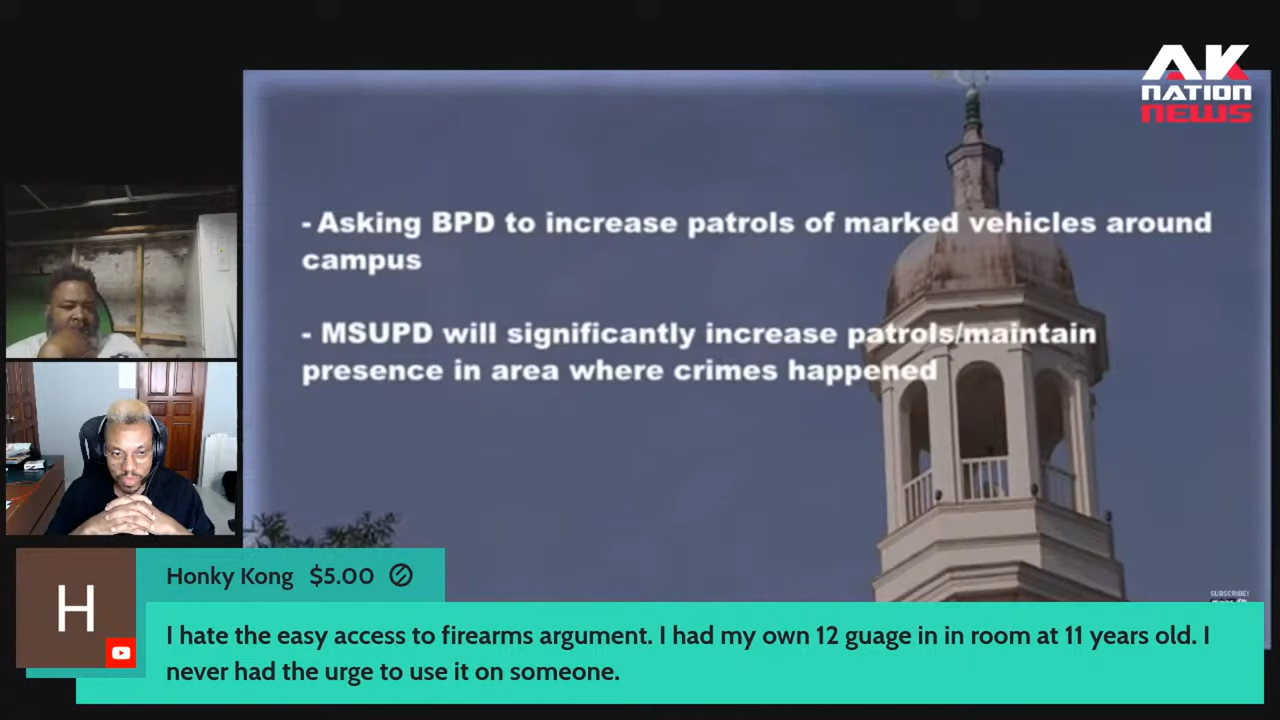 AK
NATION
NEWS
- Asking BPD to increase patrols of marked vehicles around
campus
- MSUPD will significantly increase patrols/maintain
presence in area where crimes happened
SUBSCRIBE!
H
Honky Kong $5.00
I hate the easy access to firearms argument. I had my own 12 guage in in room at 11 years old. I
never had the urge to use it on someone.